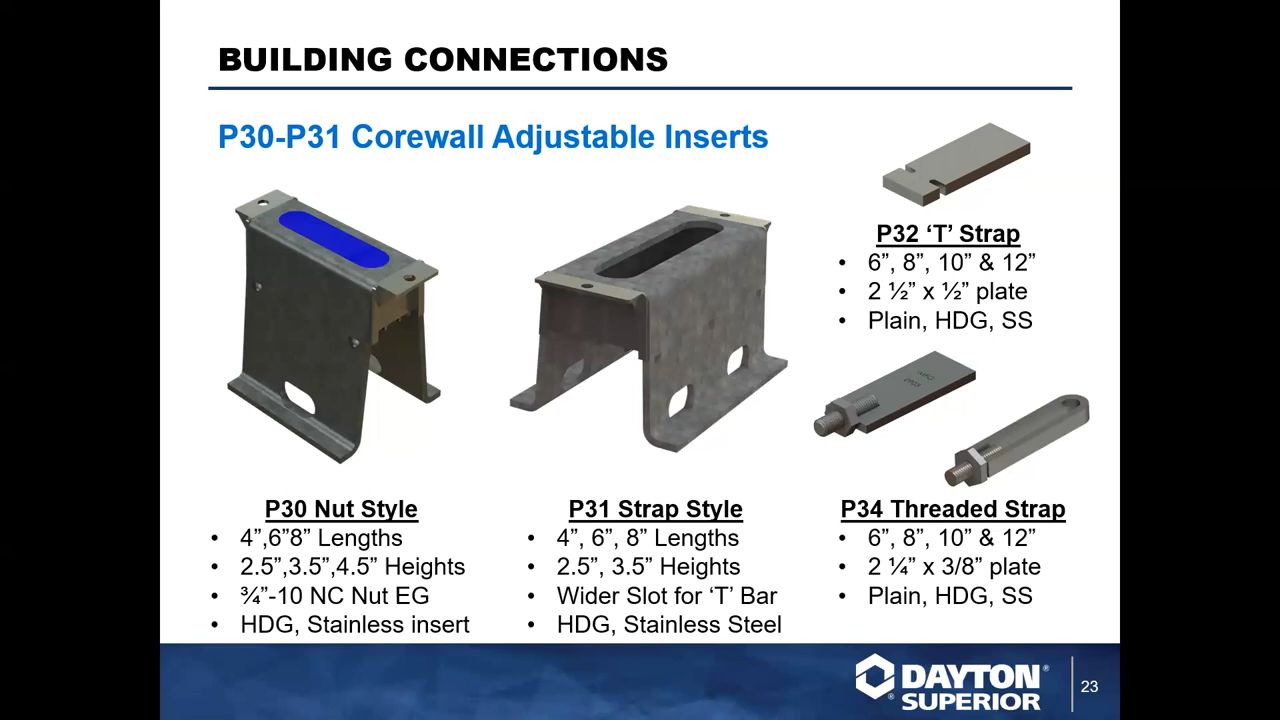 BUILDING CONNECTIONS
P30-P31 Corewall Adjustable Inserts
P32 ‘T’ Strap
• 6”, 8”, 10” & 12”
• 2 ½” x ½” plate
• Plain, HDG, SS
P30 Nut Style
• 4”,6”8” Lengths
• 2.5”,3.5”,4.5” Heights
• ¾”-10 NC Nut EG
• HDG, Stainless insert
P31 Strap Style
• 4”, 6”, 8” Lengths
• 2.5”, 3.5” Heights
• Wider Slot for ‘T’ Bar
• HDG, Stainless Steel
P34 Threaded Strap
• 6”, 8”, 10” & 12”
• 2 ¼” x 3/8” plate
• Plain, HDG, SS
DAYTON®
®SUPERIOR
23